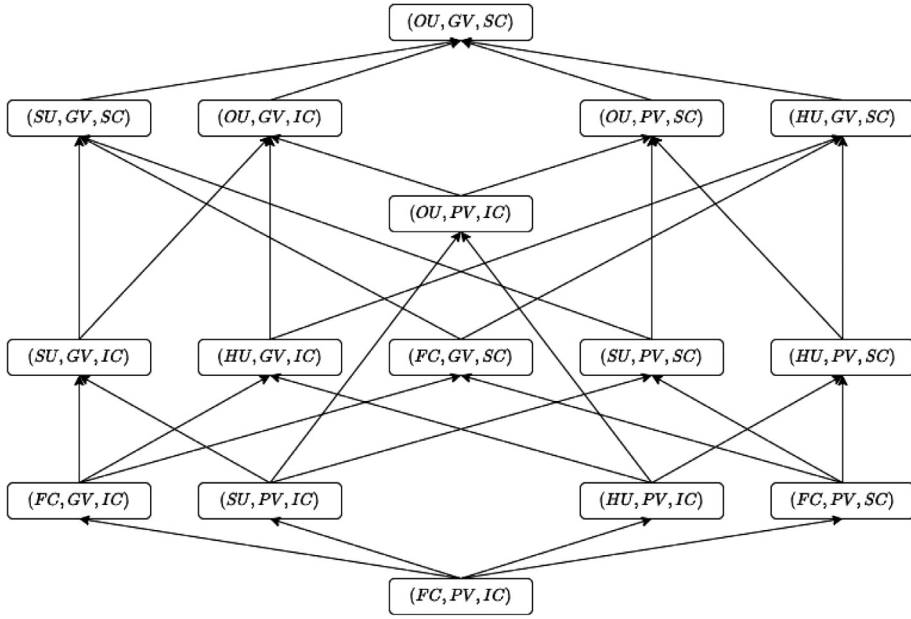 (OU, GV, SC)
(SU, GV, SC) (OU, GV, IC) (OU, PV, SC) (HU, GV, SC)
(OU, PV, IC)
(SU, GV, IC) (HU, GV, IC) (FC, GV, SC) (SU, PV, SC) (HU, PV, SC)
(FC, GV, IC) (SU, PV, IC) (HU, PV, IC) (FC, PV, SC)
(FC, PV, IC)